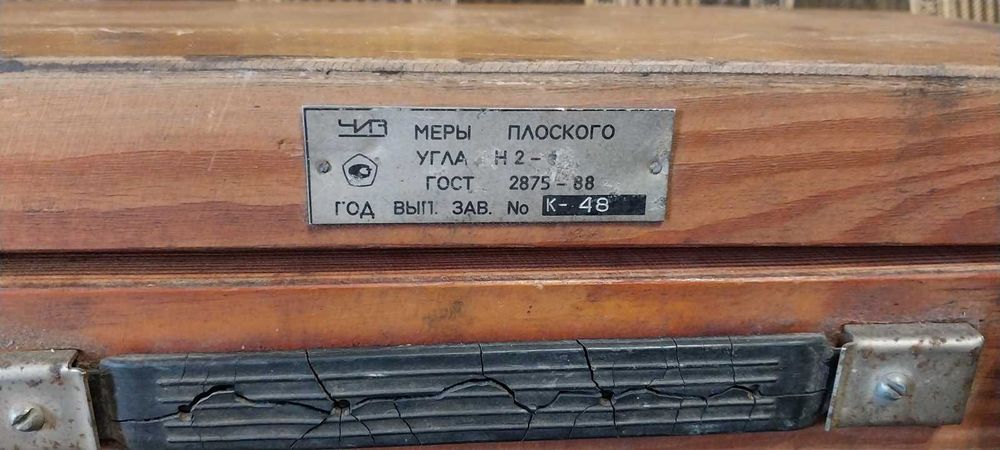 ЧИЗ МЕРЫ ПЛОСКОГО
УГЛА Н 2 -
ГОСТ 2875 - 88
ГОД ВЫП. ЗАВ. No К- 48